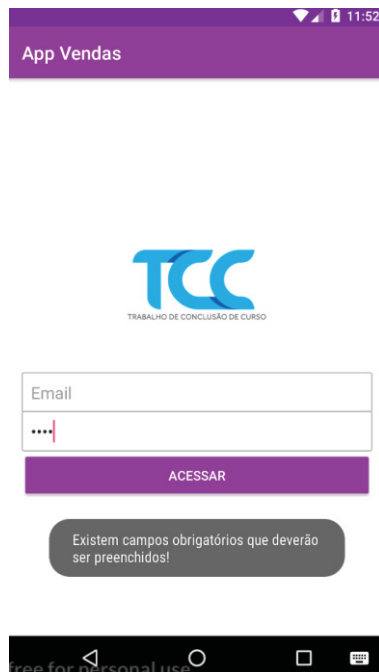 11:52
App Vendas
TCC
TRABALHO DE CONCLUSÃO DE CURSO
Email
••••
ACESSAR
Existem campos obrigatórios que deverão
ser preenchidos!
free for personal use